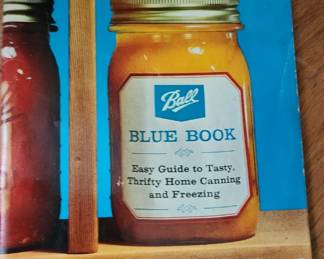 Ball
BLUE BOOK
Easy Guide to Tasty,
Thrifty Home Canning
and Freezing